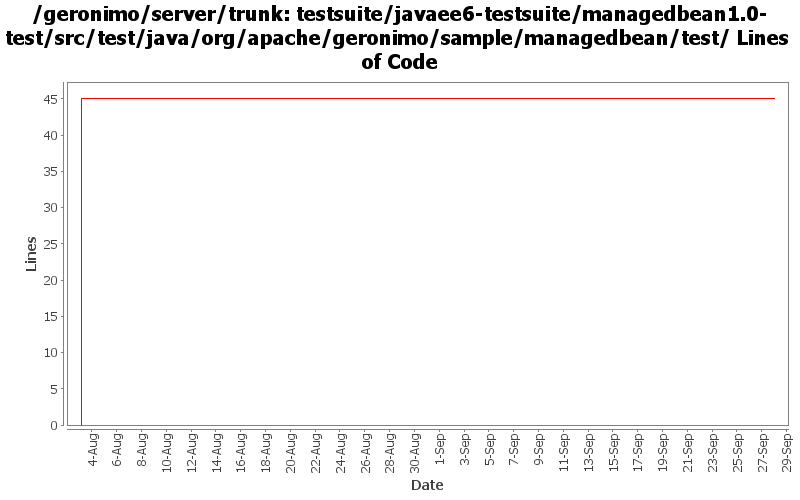 /geronimo/server/trunk: testsuite/javaee6-testsuite/managedbean1.0-
test/src/test/java/org/apache/geronimo/sample/managedbean/test/ Lines
of Code
Lines
45
40
35
30
25
20
15
10
5
0
4-Aug
6-Aug
8-Aug
10-Aug
12-Aug
14-Aug
16-Aug
18-Aug
20-Aug
22-Aug
24-Aug
26-Aug
28-Aug
30-Aug
1-Sep
3-Sep
5-Sep
7-Sep
9-Sep
11-Sep
13-Sep
15-Sep
17-Sep
19-Sep
21-Sep
23-Sep
25-Sep
27-Sep
29-Sep
Date